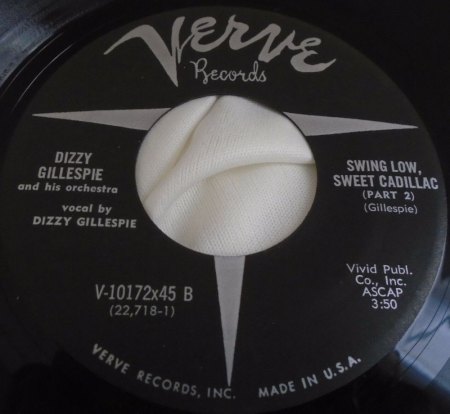 Verve
Records
DIZZY
GILLESPIE
and his orchestra
vocal by
DIZZY GILLESPIE
SWING LOW,
SWEET CADILLAC
(PART 2)
(Gillespie)
V-10172x45 B
(22,718-1)
Vivid Publ.
Co., Inc.
ASCAP
3:50
VERVE RECORDS, INC. MADE IN U.S.A.